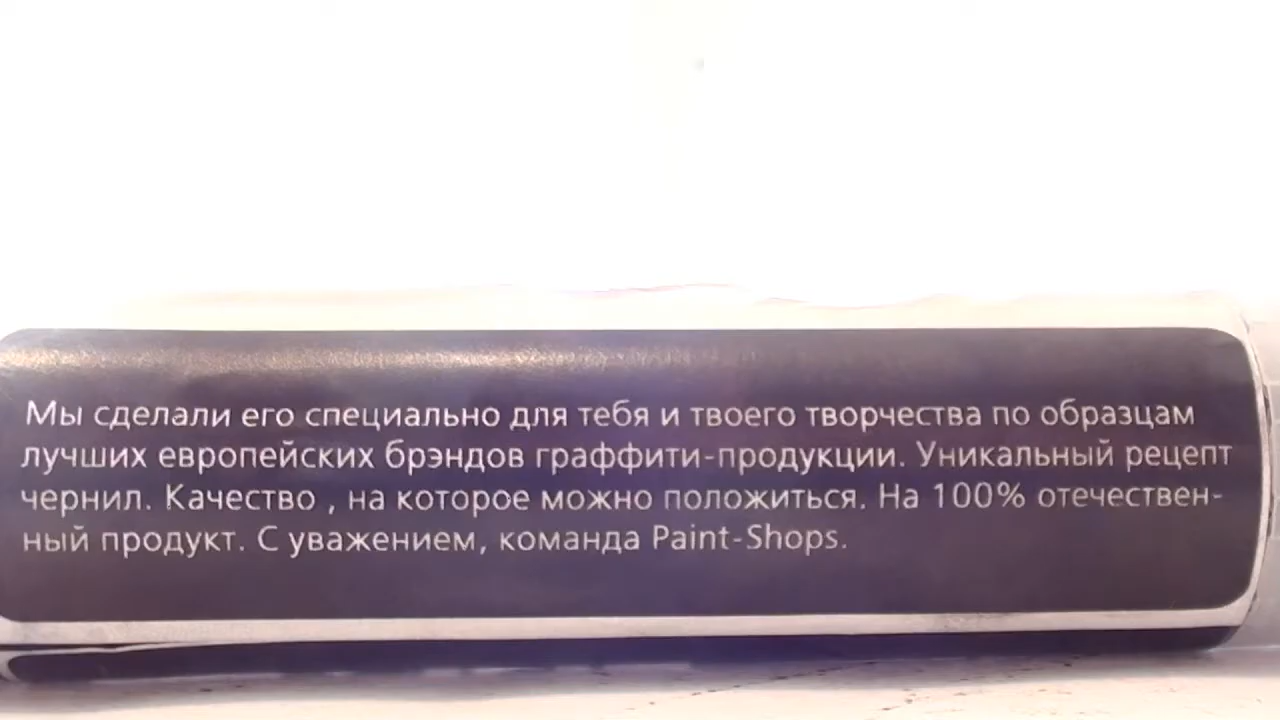 Мы сделали его специально для тебя и твоего творчества по образцам
лучших европейских брэндов граффити-продукции. Уникальный рецепт
чернил. Качество , на которое можно положиться. На 100% отечествен-
ный продукт. С уважением, команда Paint-Shops.